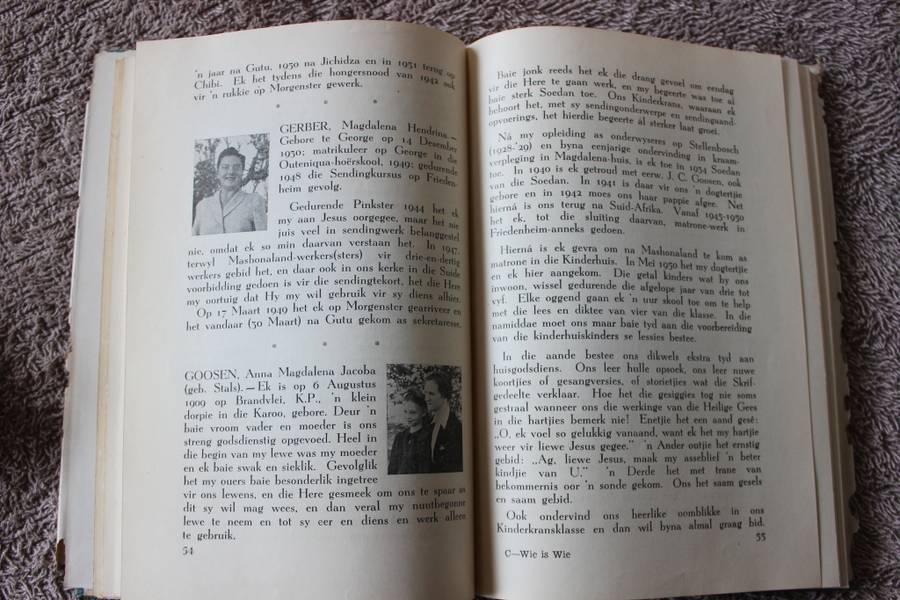 'n jaar na Gutu, 1950 na Jichidza en in 1951 terug op
Chibi. Ek het tydens die hongersnood van 1942 ook
vir 'n rukkie op Morgenster gewerk.
GERBER, Magdalena Hendrina.—
Gebore te George op 14 Desember
1930; matrikuleer op George in die
Outeniqua-hoërskool, 1949; gedurende
1948 die Sendingkursus op Frieden-
heim gevolg.
Gedurende Pinkster 1944 het ek
my aan Jesus oorgegee, maar het nie
juis veel in sendingwerk belanggestel
nie, omdat ek so min daarvan verstaan het. In 1947,
terwyl Mashonaland-werkers(sters) vir drie-en-dertig
werkers gebid het, en daar ook in ons kerke in die Suide
voorbidding gedoen is vir die sendingtekort, het die Here
my oortuig dat Hy my wil gebruik vir sy diens alhier.
Op 17 Maart 1949 het ek op Morgenster gearriveer en
het vandaar (30 Maart) na Gutu gekom as sekretaresse.
GOOSEN, Anna Magdalena Jacoba
(geb. Stals).—Ek is op 6 Augustus
1909 op Brandvlei, K.P., 'n klein
dorpie in die Karoo, gebore. Deur 'n
baie vroom vader en moeder is ons
streng godsdienstig opgevoed. Heel in
die begin van my lewe was my moeder
en ek baie swak en sieklik. Gevolglik
het my ouers baie besonderlik ingetree
vir ons lewens, en die Here gesmeek om ons te spaar as
dit sy wil mag wees, en dan veral my nuutbegonne
lewe te neem en tot sy eer en diens en werk alleen
te gebruik.
54
Baie jonk reeds het ek die drang gevoel om eendag
vir die Here te gaan werk, en my begeerte was toe al
baie sterk Soedan toe. Ons Kinderkrans, waaraan ek
behoort het, met sy sendingonderwerpe en sendingaand-
opvoerings, het hierdie begeerte ál sterker laat groei.
Ná my opleiding as onderwyseres op Stellenbosch
(1928-'29) en byna eenjarige ondervinding in kraam-
verpleging in Magdalena-huis, is ek toe in 1934 Soedan
toe. In 1940 is ek getroud met eerw. J. C. Goosen, ook
van die Soedan. In 1941 is daar vir ons 'n dogtertjie
gebore en in 1942 moes ons haar pappie afgee. Net
hierná is ons terug na Suid-Afrika. Vanaf 1943-1950
het ek, tot die sluiting daarvan, matrone-werk in
Friedenheim-anneks gedoen.
Hierná is ek gevra om na Mashonaland te kom as
matrone in die Kinderhuis. In Mei 1950 het my dogtertjie
en ek hier aangekom. Die getal kinders wat by ons
inwoon, wissel gedurende die afgelope jaar van drie tot
vyf. Elke oggend gaan ek 'n uur skool toe om te help
met die lees en diktee van vier van die klasse. In die
namiddae moet ons maar baie tyd aan die voorbereiding
van die kinderhuiskinders se lessies bestee.
In die aande bestee ons dikwels ekstra tyd aan
huisgodsdiens. Ons leer hulle opsoek, ons leer nuwe
koortjies of gesangversies, of storietjies wat die Skrif-
gedeelte verklaar. Hoe het die gesiggies tog nie soms
gestraal wanneer ons die werkinge van die Heilige Gees
in die hartjies bemerk nie! Enetjie het een aand gesê:
„O, ek voel so gelukkig vanaand, want ek het my hartjie
weer vir liewe Jesus gegee.” 'n Ander outjie het ernstig
gebid: „Ag, liewe Jesus, maak my asseblief 'n beter
kindjie van U.” 'n Derde het met trane van
bekommernis oor 'n sonde gekom. Ons het saam gesels
en saam gebid.
Ook ondervind ons heerlike oomblikke in ons
Kinderkransklasse en dan wil byna almal graag bid.
55
C—Wie is Wie